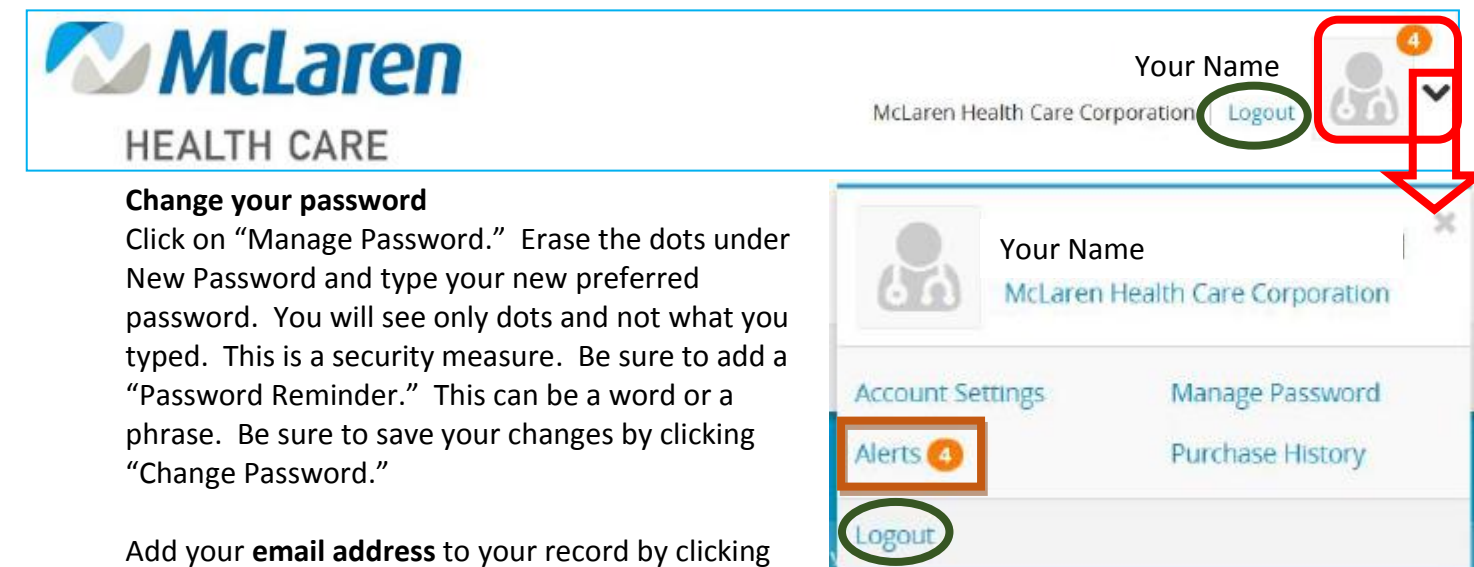 McLaren
HEALTH CARE
4
Your Name
McLaren Health Care Corporation | Logout
Change your password
Click on “Manage Password.”  Erase the dots under
New Password and type your new preferred
password.  You will see only dots and not what you
typed.  This is a security measure.  Be sure to add a
“Password Reminder.”  This can be a word or a
phrase.  Be sure to save your changes by clicking
“Change Password.”
Add your email address to your record by clicking
Your Name
McLaren Health Care Corporation
Account Settings
Manage Password
Alerts 4
Purchase History
Logout